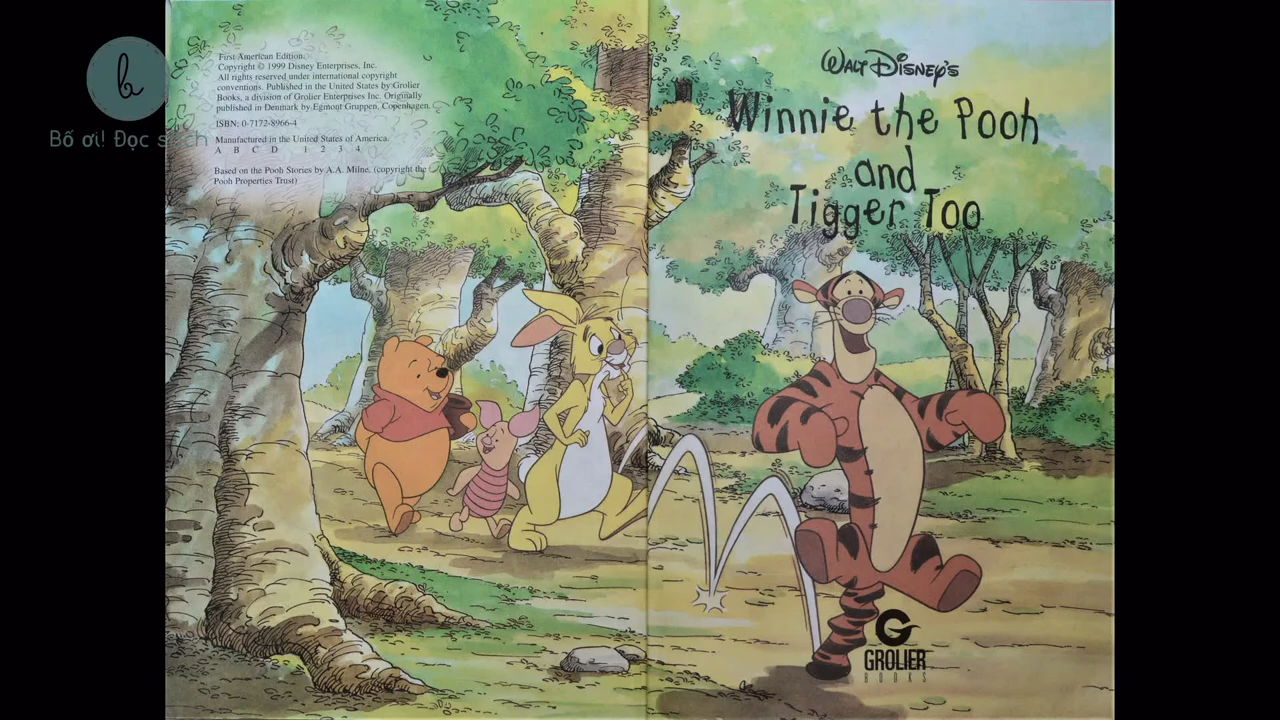 b
Bố ơi! Đọc sách
First American Edition.
Copyright © 1999 Disney Enterprises, Inc.
All rights reserved under international copyright
conventions. Published in the United States by Grolier
Books, a division of Grolier Enterprises Inc. Originally
published in Denmark by Egmont Gruppen, Copenhagen.
ISBN: 0-7172-8966-4
Manufactured in the United States of America.
A B C D 1 2 3 4
Based on the Pooh Stories by A.A. Milne. (copyright the
Pooh Properties Trust)
WALT DISNEY'S
Winnie the Pooh
and
Tigger Too
G
GROLIER
BOOKS